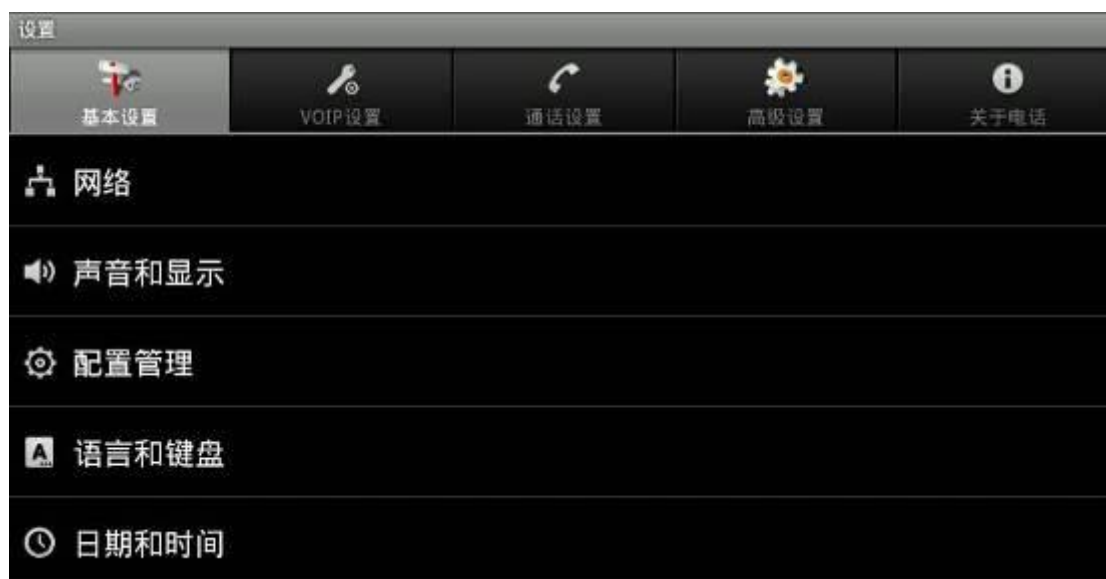 设置
基本设置 VOIP设置 通话设置 高级设置 关于电话
网络
声音和显示
配置管理
语言和键盘
日期和时间